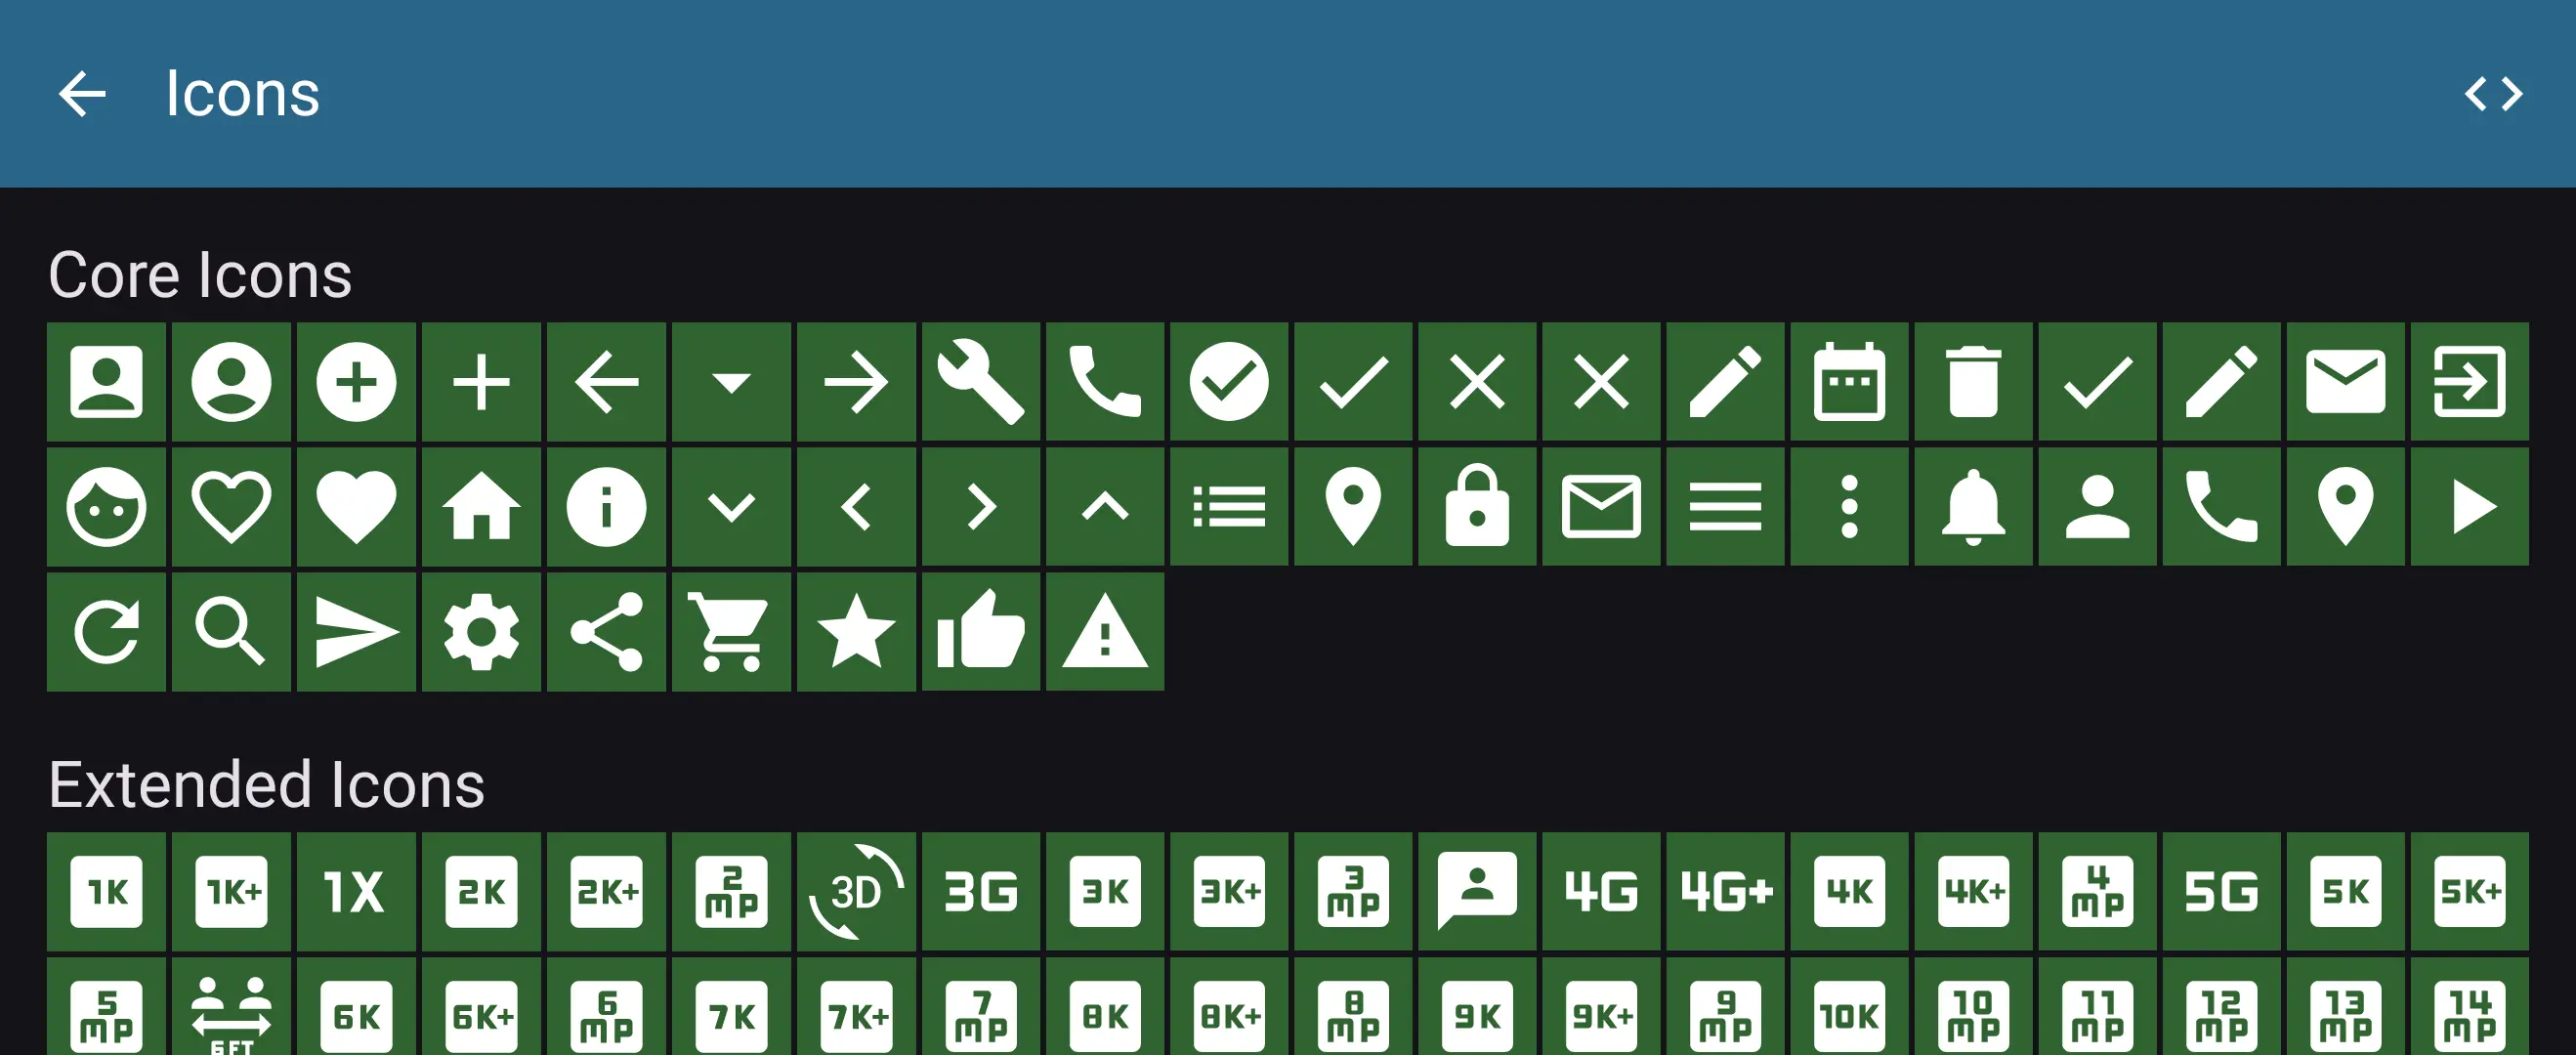 Icons
Core Icons
Extended Icons
1K 1K+ 1X 2K 2K+ 2 MP 3D 3G 3K 3K+ 3 MP 4G 4G+ 4K 4K+ 4 MP 5G 5K 5K+
5 MP 6FT 6K 6K+ 6 MP 7K 7K+ 7 MP 8K 8K+ 8 MP 9K 9K+ 9 MP 10K 10 MP 11 MP 12 MP 13 MP 14 MP